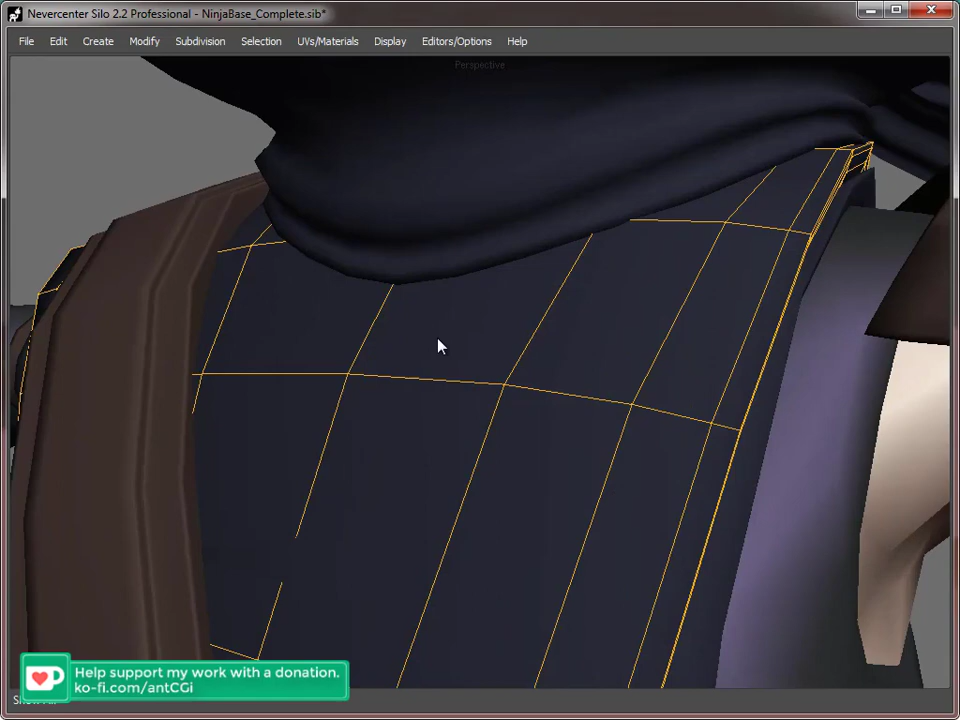 Nevercenter Silo 2.2 Professional - NinjaBase_Complete.sib*
File Edit Create Modify Subdivision Selection UVs/Materials Display Editors/Options Help
Perspective
Help support my work with a donation.
ko-fi.com/antCGi